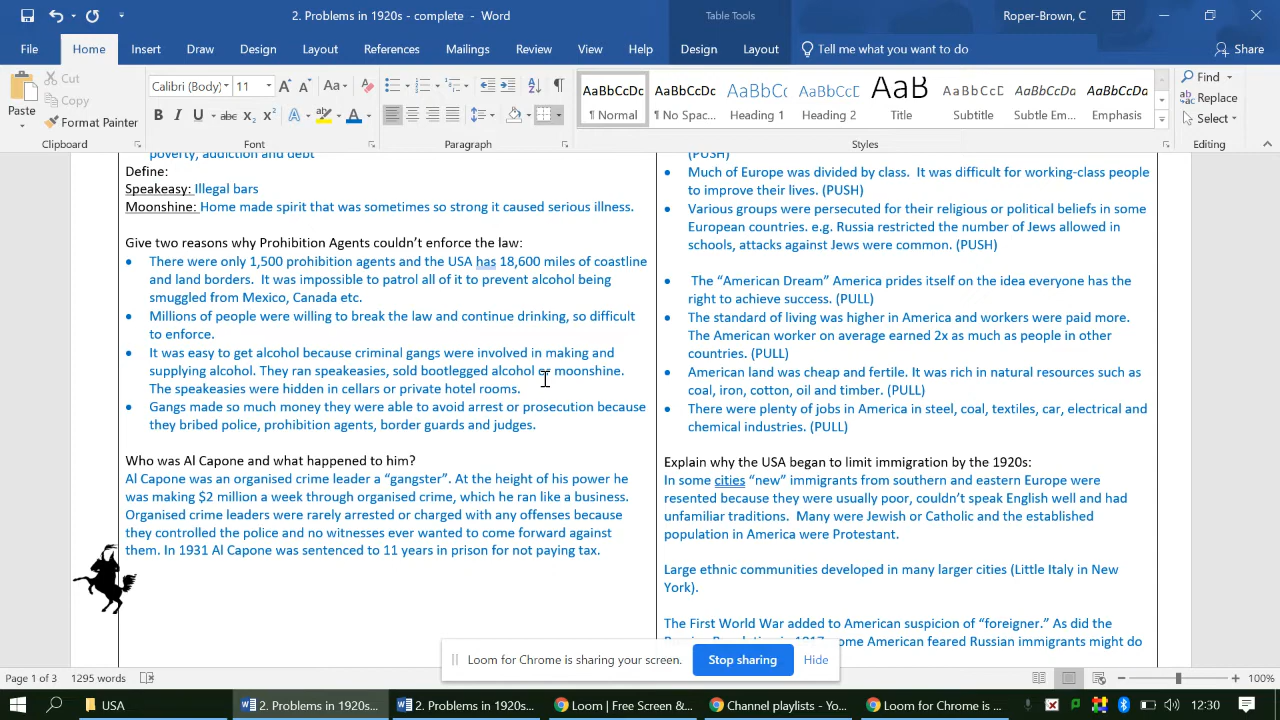 2. Problems in 1920s - complete - Word
Table Tools
Roper-Brown, C
File Home Insert Draw Design Layout References Mailings Review View Help Design Layout Tell me what you want to do Share
Paste
Cut
Copy
Format Painter
Clipboard
Calibri (Body) 11
Font
Paragraph
AaBbCcDc AaBbCcDc AaBbCc AaBbCcD AaB AaBbCcD AaBbCcDc AaBbCcDc
¶ Normal ¶ No Spac... Heading 1 Heading 2 Title Subtitle Subtle Em... Emphasis
Styles
Find
Replace
Select
Editing
poverty, addiction and debt
Define:
Speakeasy: Illegal bars
Moonshine: Home made spirit that was sometimes so strong it caused serious illness.
Give two reasons why Prohibition Agents couldn't enforce the law:
• There were only 1,500 prohibition agents and the USA has 18,600 miles of coastline
and land borders. It was impossible to patrol all of it to prevent alcohol being
smuggled from Mexico, Canada etc.
• Millions of people were willing to break the law and continue drinking, so difficult
to enforce.
• It was easy to get alcohol because criminal gangs were involved in making and
supplying alcohol. They ran speakeasies, sold bootlegged alcohol or moonshine.
The speakeasies were hidden in cellars or private hotel rooms.
• Gangs made so much money they were able to avoid arrest or prosecution because
they bribed police, prohibition agents, border guards and judges.
Who was Al Capone and what happened to him?
Al Capone was an organised crime leader a "gangster". At the height of his power he
was making $2 million a week through organised crime, which he ran like a business.
Organised crime leaders were rarely arrested or charged with any offenses because
they controlled the police and no witnesses ever wanted to come forward against
them. In 1931 Al Capone was sentenced to 11 years in prison for not paying tax.
(PUSH)
• Much of Europe was divided by class. It was difficult for working-class people
to improve their lives. (PUSH)
• Various groups were persecuted for their religious or political beliefs in some
European countries. e.g. Russia restricted the number of Jews allowed in
schools, attacks against Jews were common. (PUSH)
• The "American Dream" America prides itself on the idea everyone has the
right to achieve success. (PULL)
• The standard of living was higher in America and workers were paid more.
The American worker on average earned 2x as much as people in other
countries. (PULL)
• American land was cheap and fertile. It was rich in natural resources such as
coal, iron, cotton, oil and timber. (PULL)
• There were plenty of jobs in America in steel, coal, textiles, car, electrical and
chemical industries. (PULL)
Explain why the USA began to limit immigration by the 1920s:
In some cities "new" immigrants from southern and eastern Europe were
resented because they were usually poor, couldn't speak English well and had
unfamiliar traditions. Many were Jewish or Catholic and the established
population in America were Protestant.
Large ethnic communities developed in many larger cities (Little Italy in New
York).
The First World War added to American suspicion of "foreigner." As did the
some American feared Russian immigrants might do
Loom for Chrome is sharing your screen. Stop sharing Hide
Page 1 of 3 1295 words 100%
USA 2. Problems in 1920s... 2. Problems in 1920s... Loom | Free Screen &... Channel playlists - Yo... Loom for Chrome is ... 12:30